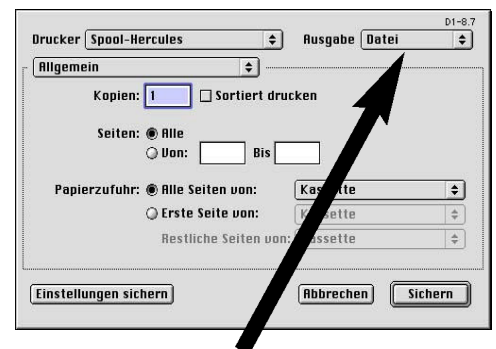 D1-8.7
Drucker Spool-Hercules Ausgabe Datei
Allgemein
Kopien: 1 Sortiert drucken
Seiten: Alle
Von: Bis
Papierzufuhr: Alle Seiten von: Kassette
Erste Seite von: Kassette
Restliche Seiten von: Kassette
Einstellungen sichern Abbrechen Sichern